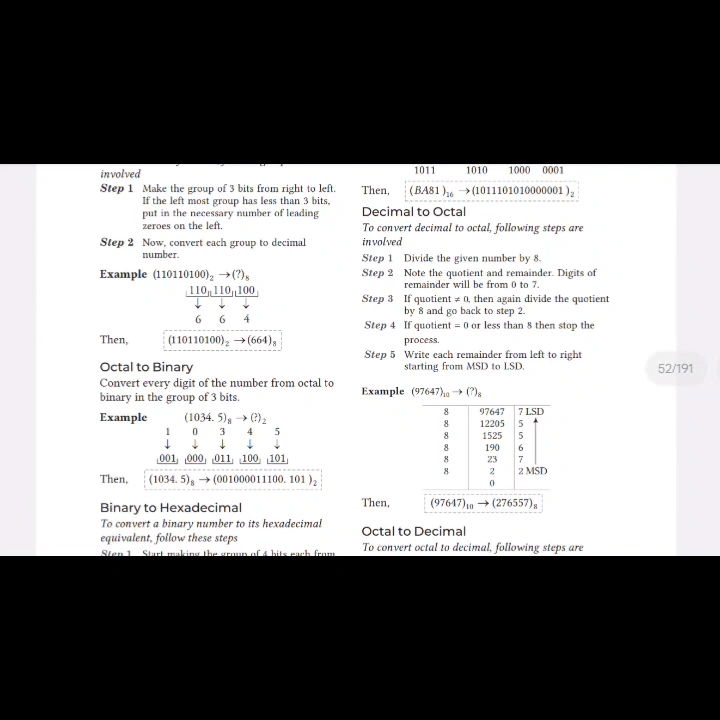 involved
Step 1 Make the group of 3 bits from right to left.
If the left most group has less than 3 bits,
put in the necessary number of leading
zeroes on the left.
Step 2 Now, convert each group to decimal
number.
Example (110110100)₂ → (?)₈
110 110 100
↓ ↓ ↓
6 6 4
Then, (110110100)₂ → (664)₈
Octal to Binary
Convert every digit of the number from octal to
binary in the group of 3 bits.
Example (1034. 5)₈ → (?)₂
1 0 3 4 5
↓ ↓ ↓ ↓ ↓
001 000 011 100 101
Then, (1034. 5)₈ → (001000011100. 101 )₂
Binary to Hexadecimal
To convert a binary number to its hexadecimal
equivalent, follow these steps
Step 1 Start making the group of 4 bits each from
1011 1010 1000 0001
Then, (BA81)₁₆ → (1011101010000001 )₂
Decimal to Octal
To convert decimal to octal, following steps are
involved
Step 1 Divide the given number by 8.
Step 2 Note the quotient and remainder. Digits of
remainder will be from 0 to 7.
Step 3 If quotient ≠ 0, then again divide the quotient
by 8 and go back to step 2.
Step 4 If quotient = 0 or less than 8 then stop the
process.
Step 5 Write each remainder from left to right
starting from MSD to LSD.
Example (97647)₁₀ → (?)₈
8 97647 7 LSD
8 12205 5
8 1525 5
8 190 6
8 23 7
8 2 2 MSD
0
Then, (97647)₁₀ → (276557)₈
Octal to Decimal
To convert octal to decimal, following steps are
52/191